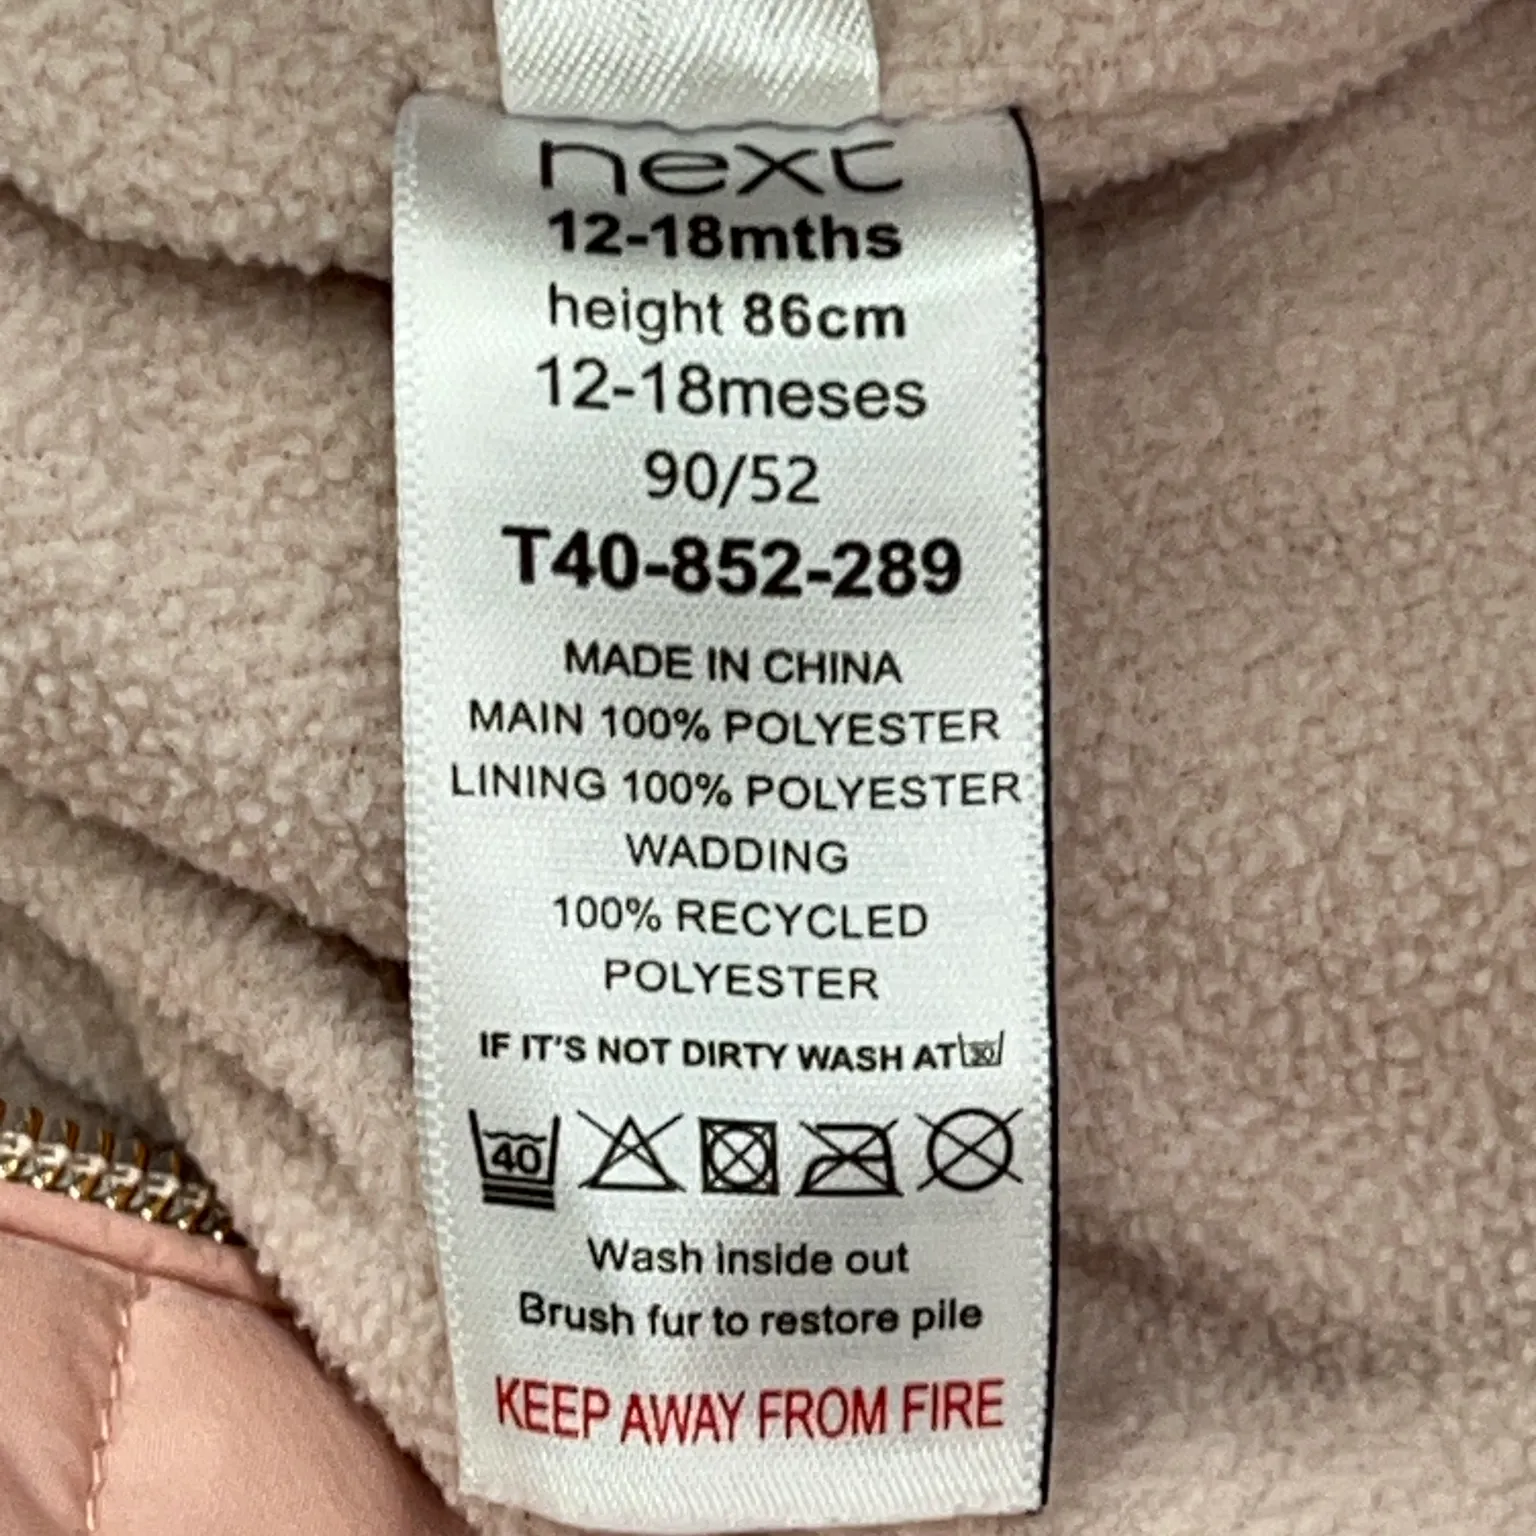 next
12-18mths
height 86cm
12-18meses
90/52
T40-852-289
MADE IN CHINA
MAIN 100% POLYESTER
LINING 100% POLYESTER
WADDING
100% RECYCLED
POLYESTER
IF IT'S NOT DIRTY WASH AT 30
40
Wash inside out
Brush fur to restore pile
KEEP AWAY FROM FIRE